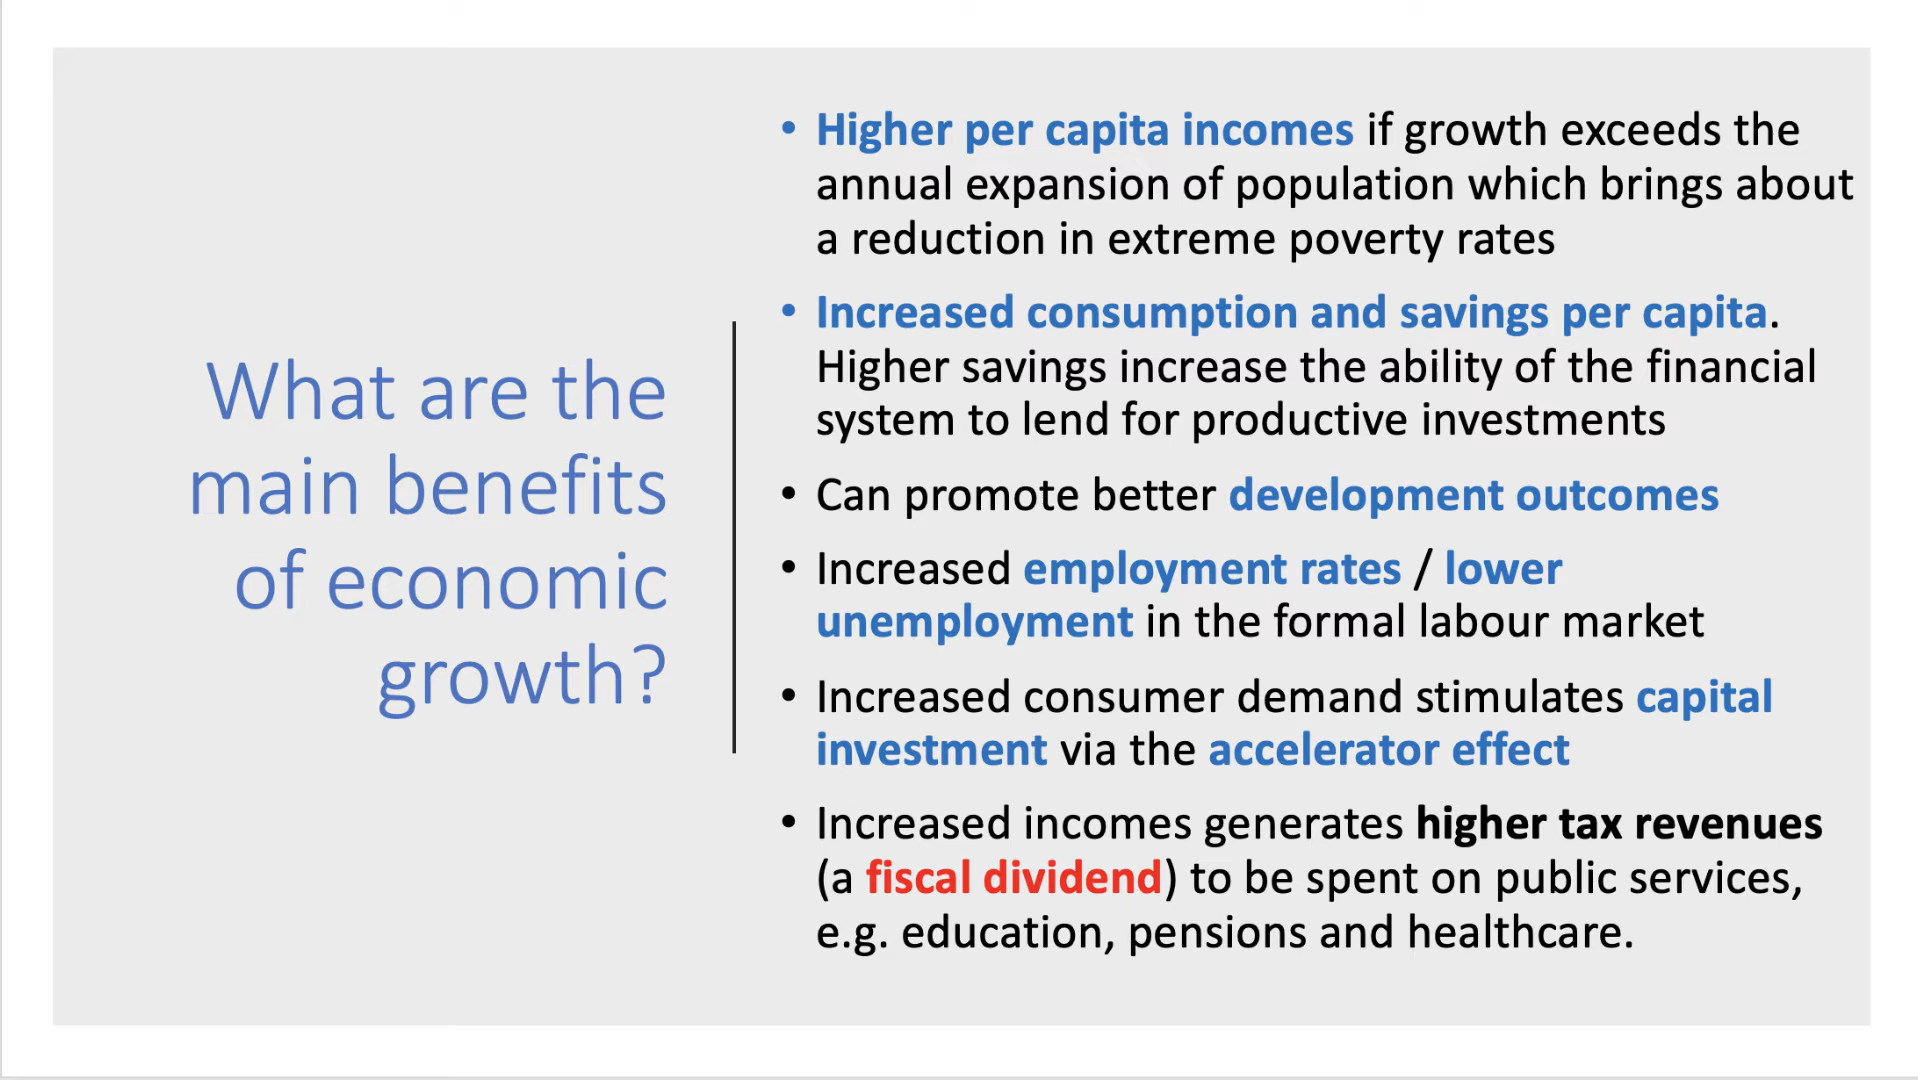 What are the
main benefits
of economic
growth?
• Higher per capita incomes if growth exceeds the
annual expansion of population which brings about
a reduction in extreme poverty rates
• Increased consumption and savings per capita.
Higher savings increase the ability of the financial
system to lend for productive investments
• Can promote better development outcomes
• Increased employment rates / lower
unemployment in the formal labour market
• Increased consumer demand stimulates capital
investment via the accelerator effect
• Increased incomes generates higher tax revenues
(a fiscal dividend) to be spent on public services,
e.g. education, pensions and healthcare.